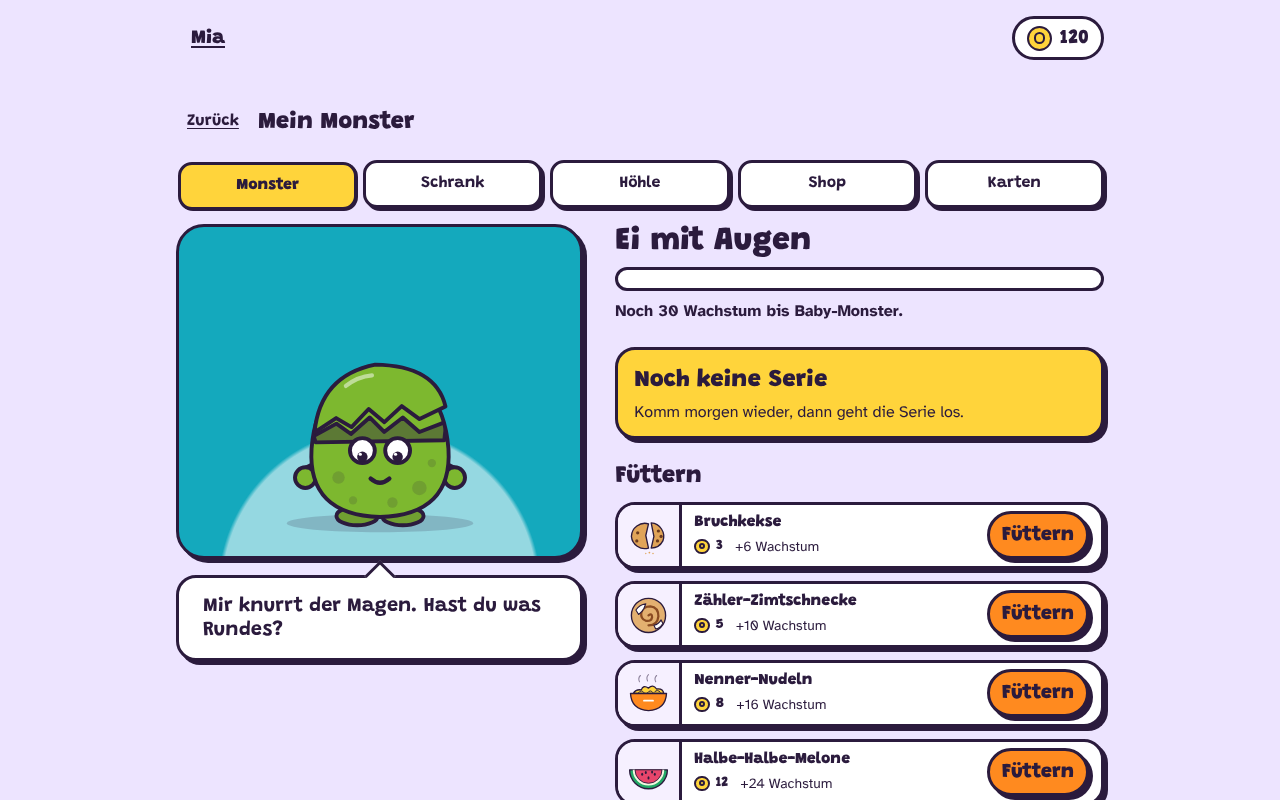 Mia
120
Zurück
Mein Monster
Monster
Schrank
Höhle
Shop
Karten
Ei mit Augen
Noch 30 Wachstum bis Baby-Monster.
Noch keine Serie
Komm morgen wieder, dann geht die Serie los.
Mir knurrt der Magen. Hast du was
Rundes?
Füttern
Bruchkekse
3 +6 Wachstum
Füttern
Zähler-Zimtschnecke
5 +10 Wachstum
Füttern
Nenner-Nudeln
8 +16 Wachstum
Füttern
Halbe-Halbe-Melone
12 +24 Wachstum
Füttern